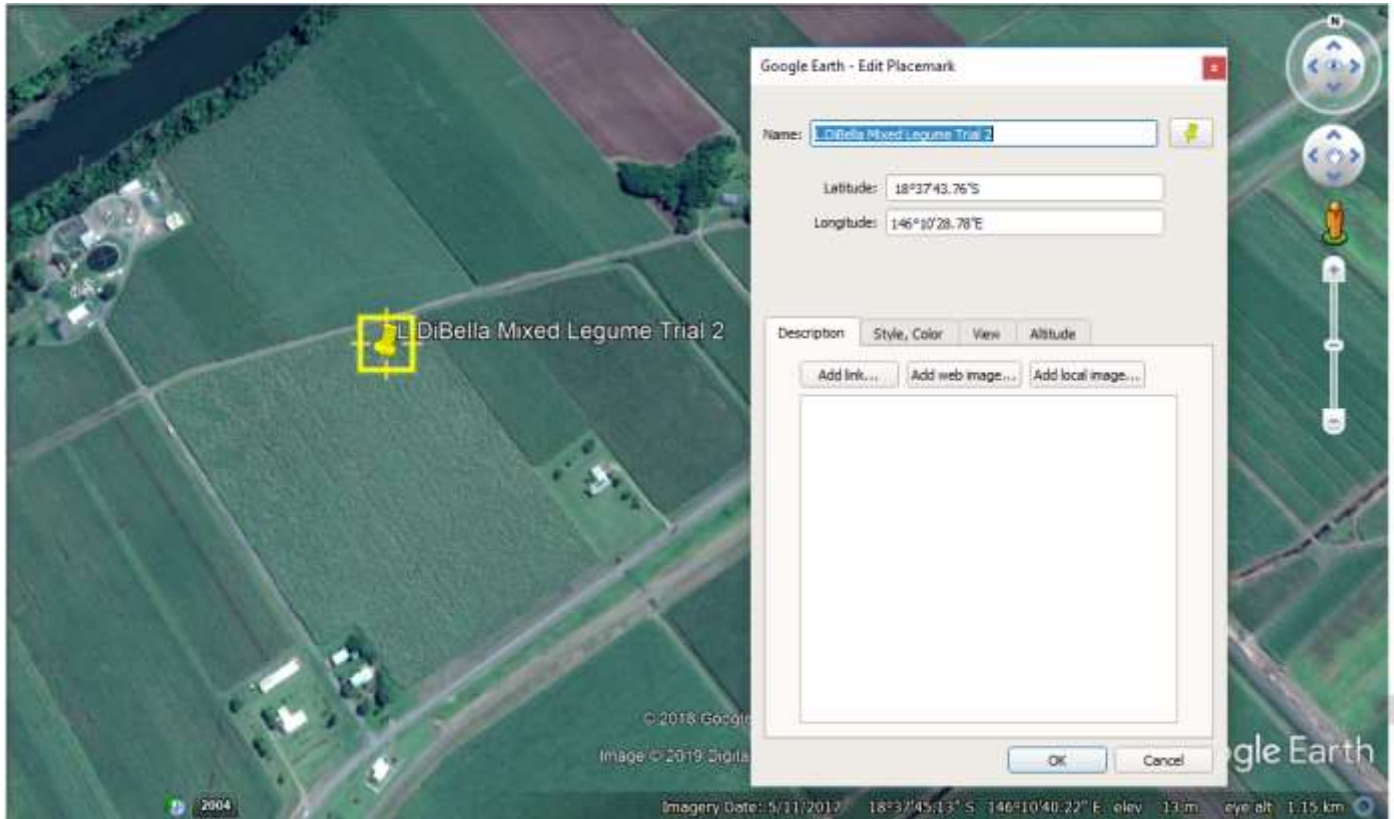 N
Google Earth - Edit Placemark
Name: L DiBella Mixed Legume Trial 2
Latitude: 18°37'43.76"S
Longitude: 146°10'28.78"E
L DiBella Mixed Legume Trial 2
Description Style, Color View Altitude
Add link... Add web image... Add local image...
© 2018 Google
Image © 2019 Digita
OK Cancel
ogle Earth
2004
Imagery Date: 5/11/2017 18°37'45.13" S 146°10'40.22" E elev 13 m eye alt 1.15 km